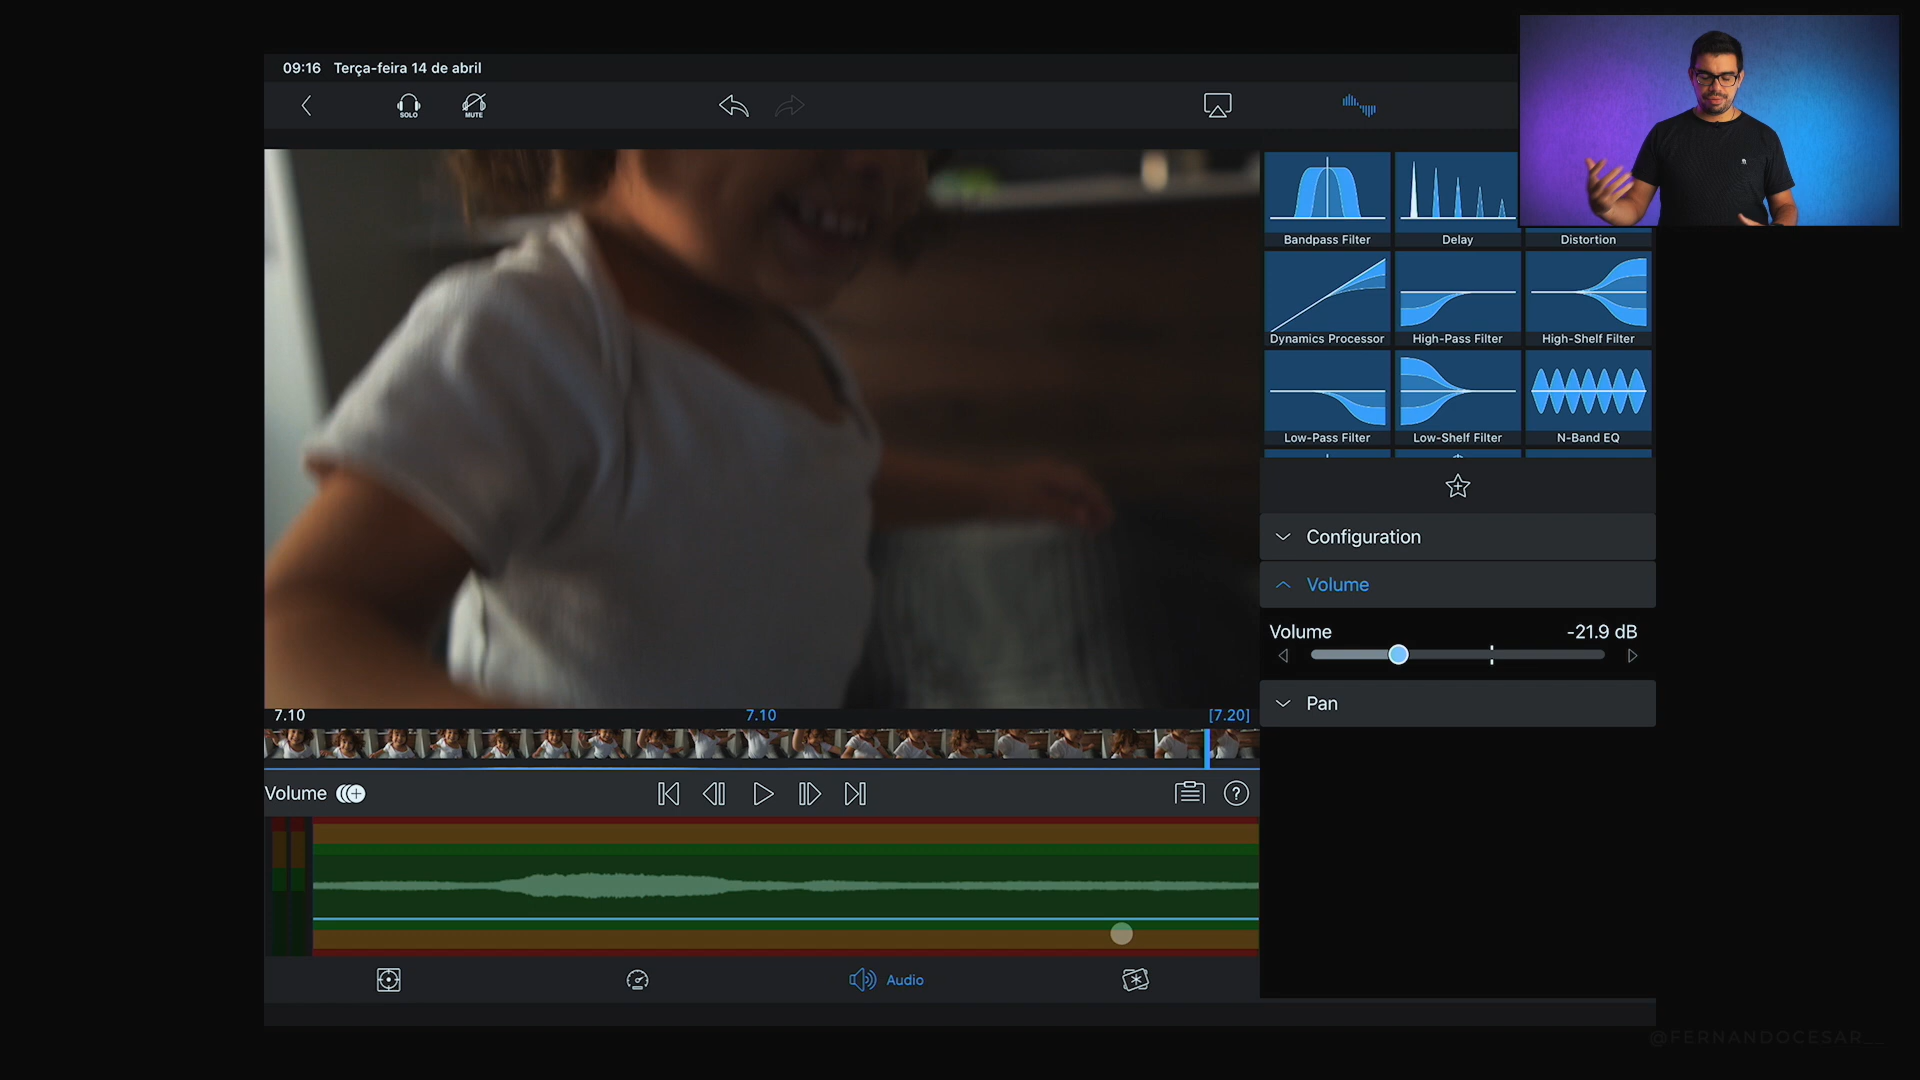 09:16 Terça-feira 14 de abril
SOLO
MUTE
Bandpass Filter
Delay
Distortion
Dynamics Processor
High-Pass Filter
High-Shelf Filter
Low-Pass Filter
Low-Shelf Filter
N-Band EQ
Configuration
Volume
Volume -21.9 dB
Pan
7.10
7.10
[7.20]
Volume
Audio
@FERNANDOCESAR__